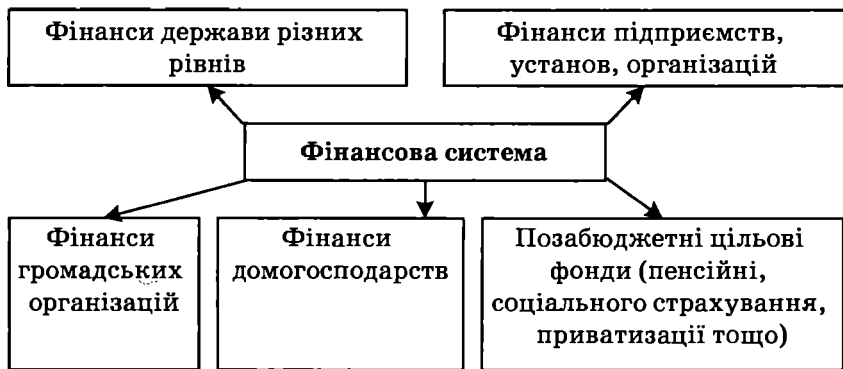 Фінанси держави різних
рівнів
Фінанси підприємств,
установ, організацій
Фінансова система
Фінанси
громадських
організацій
Фінанси
домогосподарств
Позабюджетні цільові
фонди (пенсійні,
соціального страхування,
приватизації тощо)